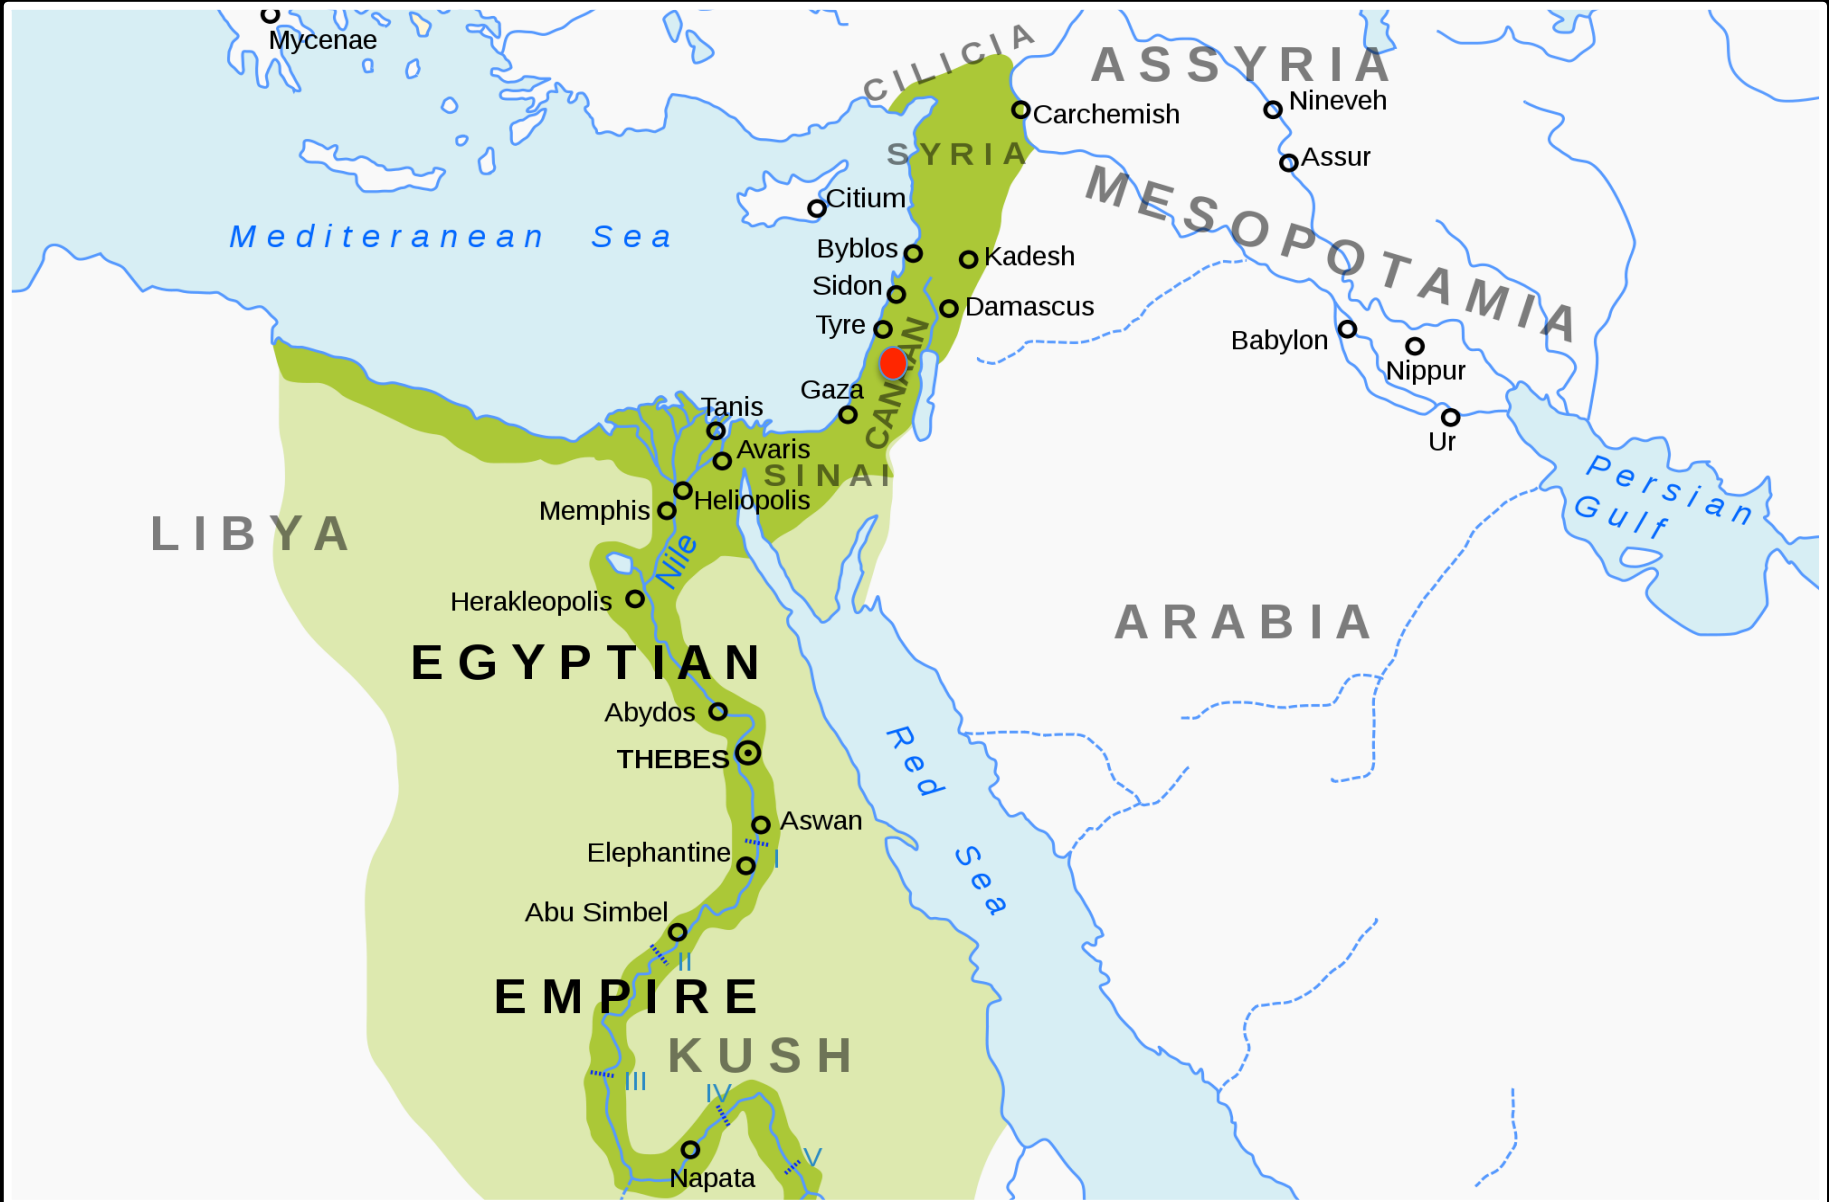 Mycenae
CILICIA
ASSYRIA
Nineveh
Carchemish
SYRIA
Assur
MESOPOTAMIA
Citium
Mediteranean Sea
Byblos
Kadesh
Sidon
Damascus
Tyre
Babylon
Nippur
CANAAN
Gaza
Tanis
Ur
Avaris
SINAI
Persian
Gulf
Heliopolis
Memphis
LIBYA
Nile
Herakleopolis
ARABIA
EGYPTIAN
Abydos
THEBES
Red Sea
Aswan
Elephantine
I
Abu Simbel
II
EMPIRE
KUSH
III
IV
V
Napata